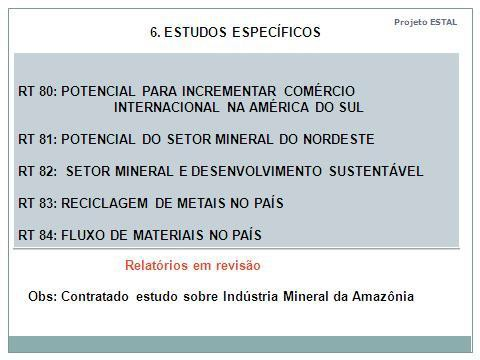 Projeto ESTAL
6. ESTUDOS ESPECÍFICOS
RT 80: POTENCIAL PARA INCREMENTAR COMÉRCIO
INTERNACIONAL NA AMÉRICA DO SUL
RT 81: POTENCIAL DO SETOR MINERAL DO NORDESTE
RT 82: SETOR MINERAL E DESENVOLVIMENTO SUSTENTÁVEL
RT 83: RECICLAGEM DE METAIS NO PAÍS
RT 84: FLUXO DE MATERIAIS NO PAÍS
Relatórios em revisão
Obs: Contratado estudo sobre Indústria Mineral da Amazônia